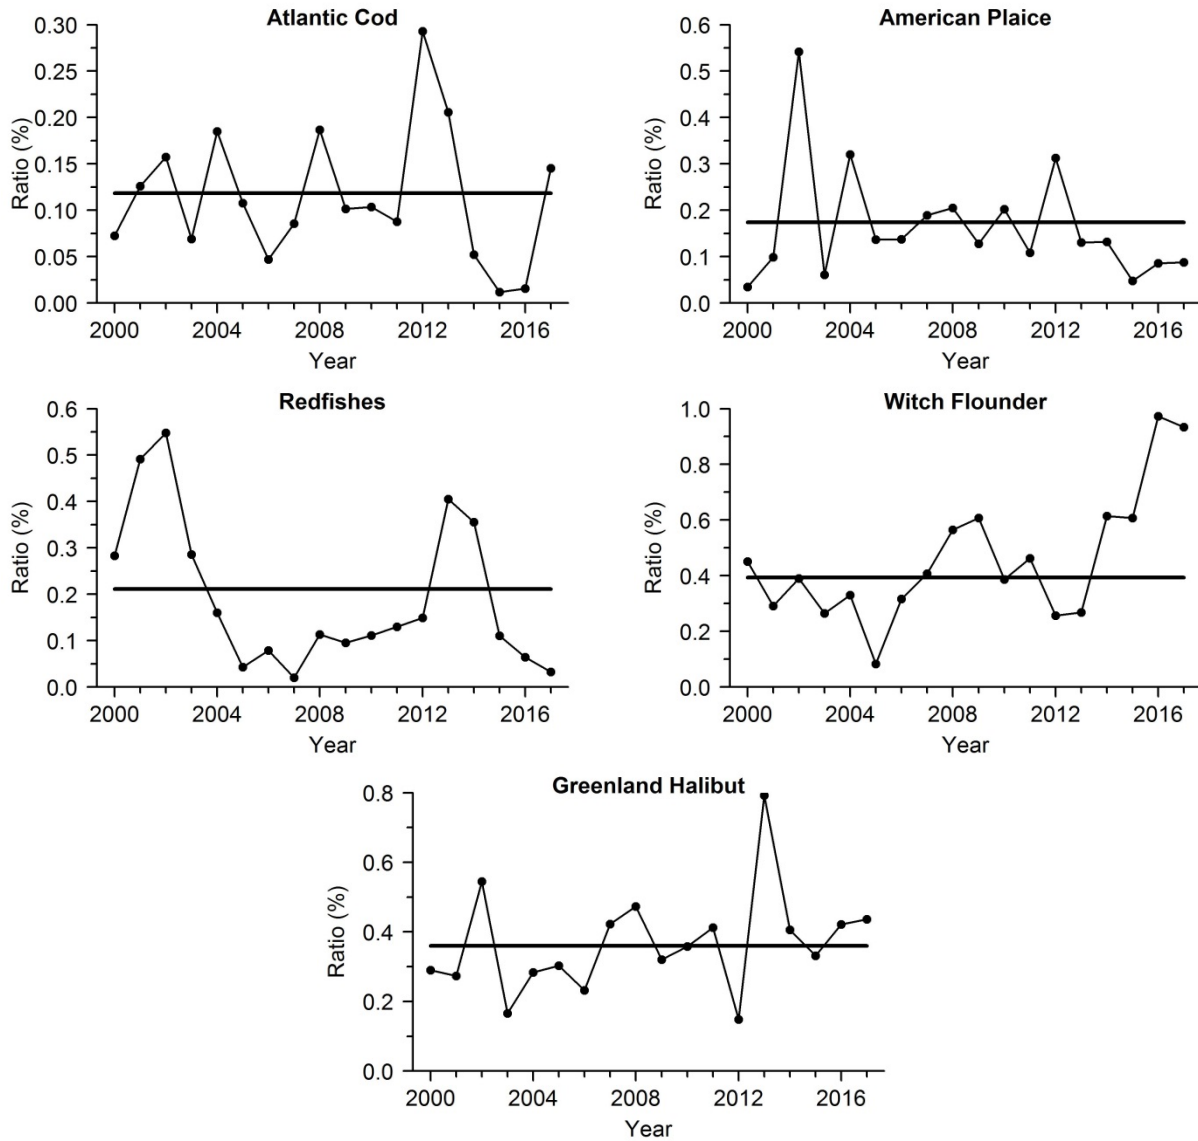 Atlantic Cod
0.30
0.25
0.20
0.15
0.10
0.05
0.00
Ratio (%)
2000 2004 2008 2012 2016
Year
American Plaice
0.6
0.5
0.4
0.3
0.2
0.1
0.0
Ratio (%)
2000 2004 2008 2012 2016
Year
Redfishes
0.6
0.5
0.4
0.3
0.2
0.1
0.0
Ratio (%)
2000 2004 2008 2012 2016
Year
Witch Flounder
1.0
0.8
0.6
0.4
0.2
0.0
Ratio (%)
2000 2004 2008 2012 2016
Year
Greenland Halibut
0.8
0.6
0.4
0.2
0.0
Ratio (%)
2000 2004 2008 2012 2016
Year